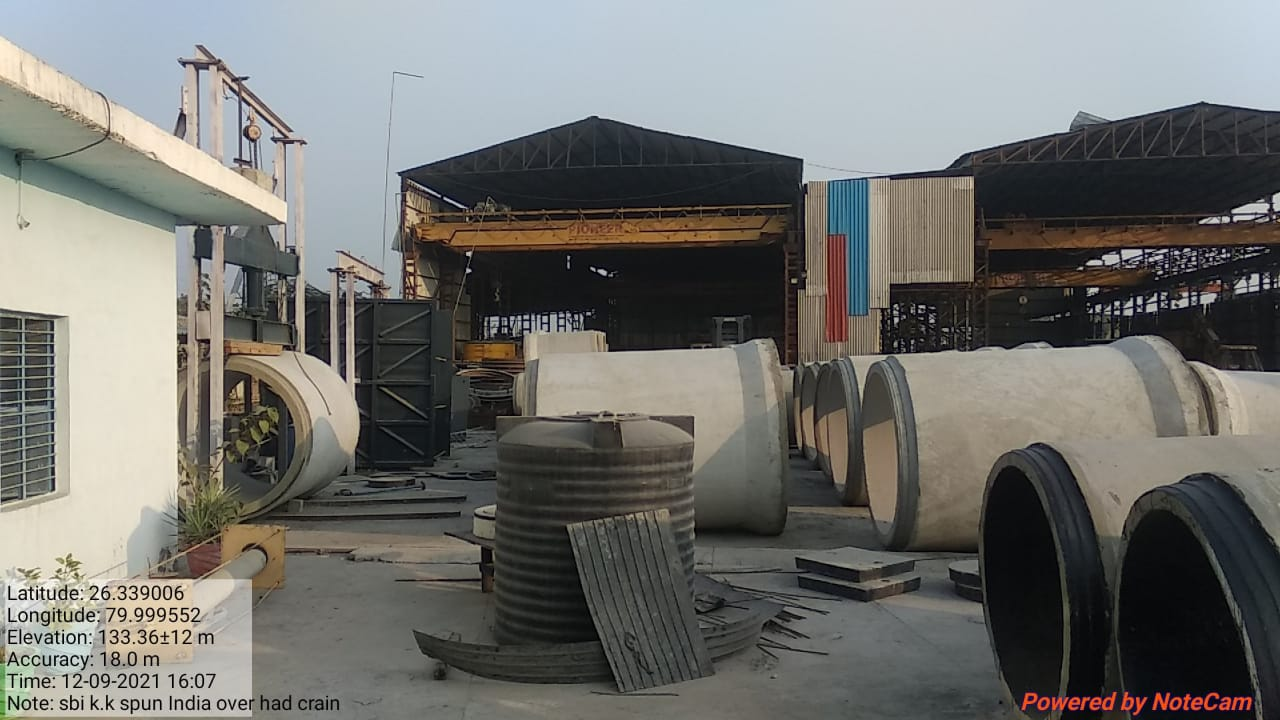 PIONEER
Latitude: 26.339006
Longitude: 79.999552
Elevation: 133.36±12 m
Accuracy: 18.0 m
Time: 12-09-2021 16:07
Note: sbi k.k spun India over had crain
Powered by NoteCam